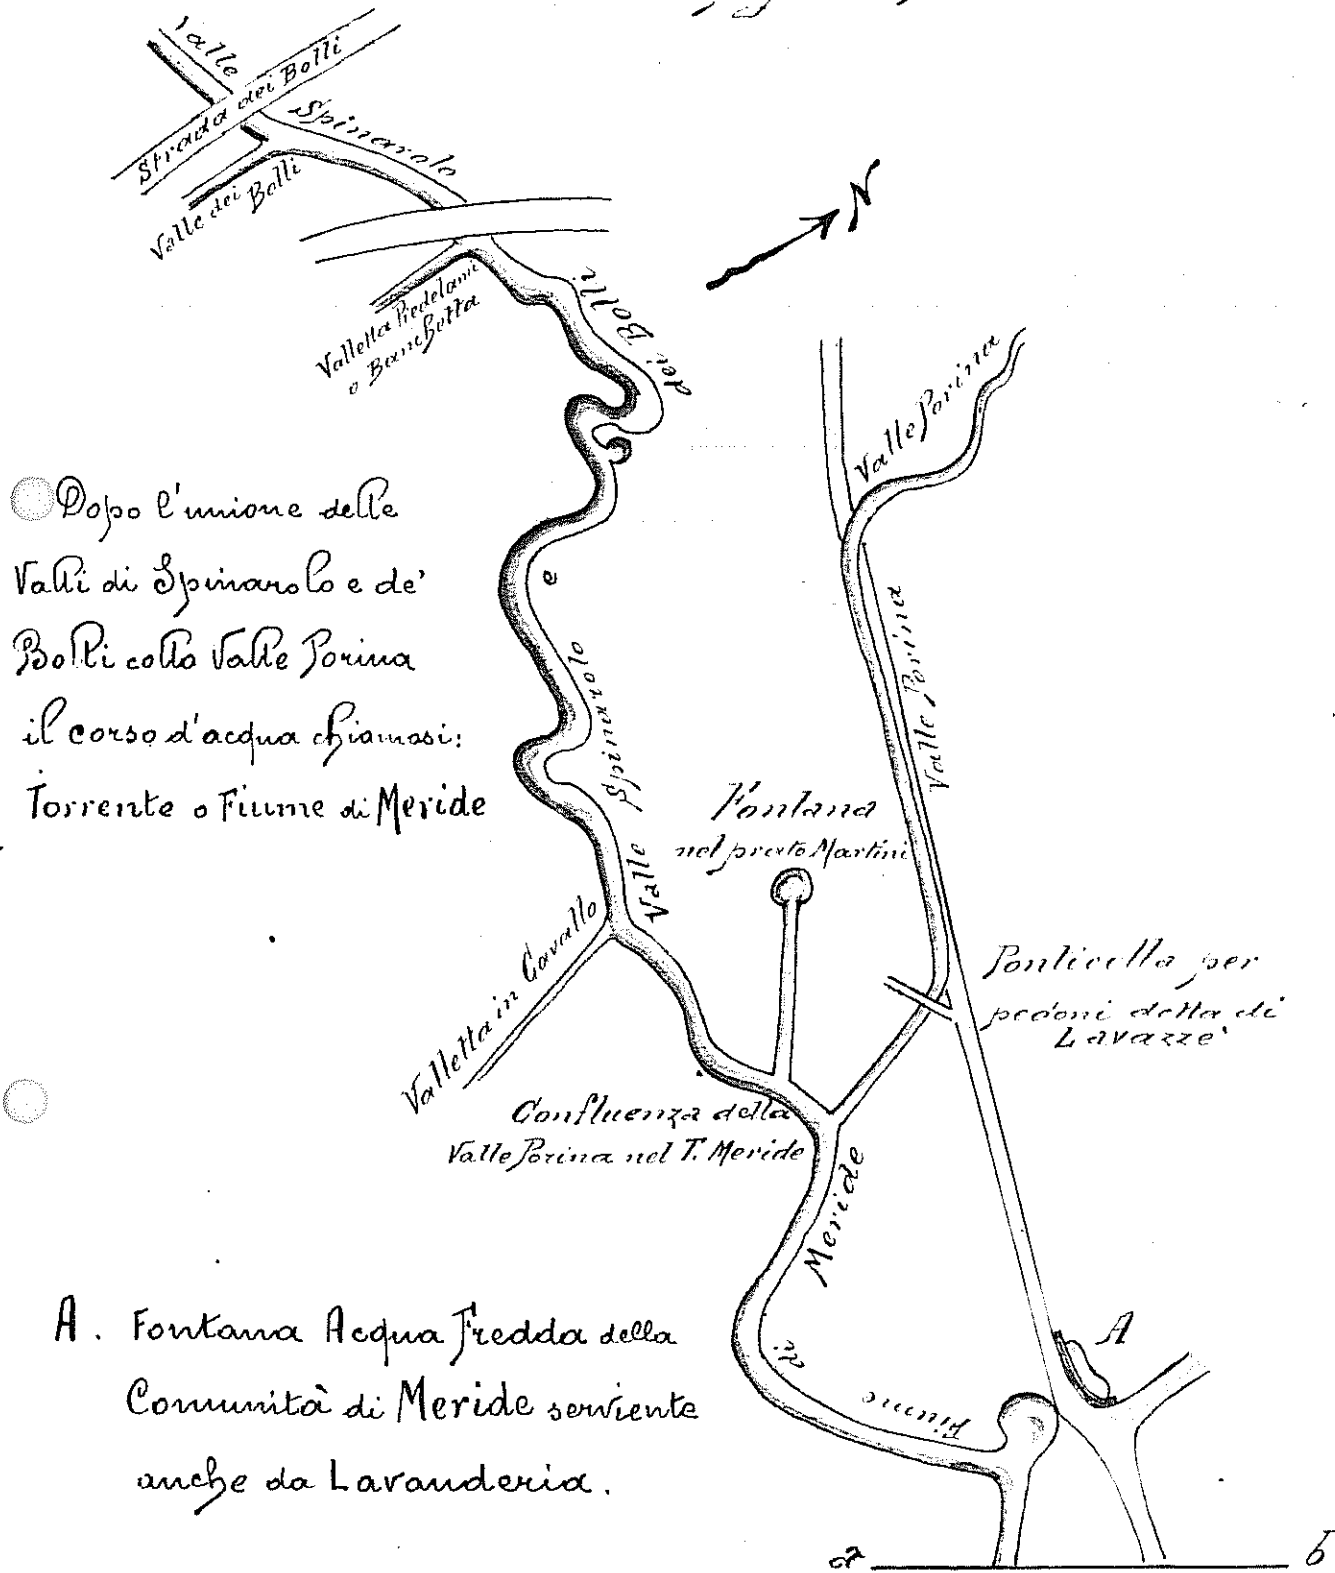 Valle
Strada dei Bolli
Spinarolo
Valle dei Bolli
N
Valletta Piedelami
o Banchetta
dei Bolli
Valle Porina
Dopo l'unione delle
Valli di Spinarolo e de'
Bolli colla Valle Porina
il corso d'acqua chiamasi:
Torrente o Fiume di Meride
e
Spinarolo
Valle
Valle Porina
Fontana
nel prato Martini
Valletta in Cavallo
Ponticella per
pedoni detta di
Lavazzè
Confluenza della
Valle Porina nel T. Meride
Meride
di
Fiume
A
A. Fontana Acqua Fredda della
Comunità di Meride serviente
anche da Lavanderia.
a
b